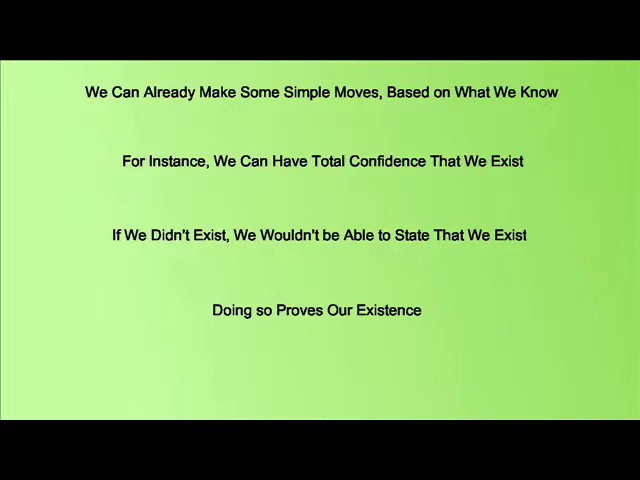 We Can Already Make Some Simple Moves, Based on What We Know
For Instance, We Can Have Total Confidence That We Exist
If We Didn't Exist, We Wouldn't be Able to State That We Exist
Doing so Proves Our Existence